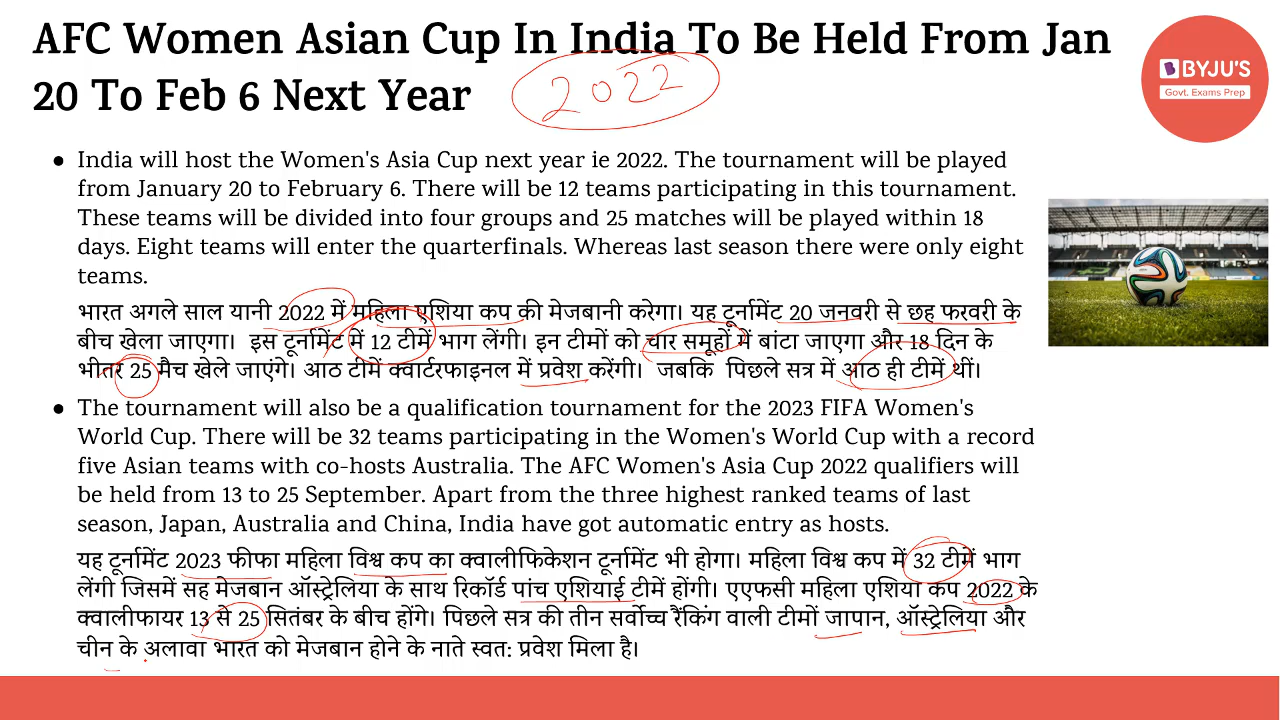 AFC Women Asian Cup In India To Be Held From Jan
20 To Feb 6 Next Year
2022
BYJU'S
Govt. Exams Prep
● India will host the Women's Asia Cup next year ie 2022. The tournament will be played
from January 20 to February 6. There will be 12 teams participating in this tournament.
These teams will be divided into four groups and 25 matches will be played within 18
days. Eight teams will enter the quarterfinals. Whereas last season there were only eight
teams.
भारत अगले साल यानी 2022 में महिला एशिया कप की मेजबानी करेगा। यह टूर्नामेंट 20 जनवरी से छह फरवरी के
बीच खेला जाएगा। इस टूर्नामेंट में 12 टीमें भाग लेंगी। इन टीमों को चार समूहों में बांटा जाएगा और 18 दिन के
भीतर 25 मैच खेले जाएंगे। आठ टीमें क्वार्टरफाइनल में प्रवेश करेंगी। जबकि पिछले सत्र में आठ ही टीमें थीं।
● The tournament will also be a qualification tournament for the 2023 FIFA Women's
World Cup. There will be 32 teams participating in the Women's World Cup with a record
five Asian teams with co-hosts Australia. The AFC Women's Asia Cup 2022 qualifiers will
be held from 13 to 25 September. Apart from the three highest ranked teams of last
season, Japan, Australia and China, India have got automatic entry as hosts.
यह टूर्नामेंट 2023 फीफा महिला विश्व कप का क्वालीफिकेशन टूर्नामेंट भी होगा। महिला विश्व कप में 32 टीमें भाग
लेंगी जिसमें सह मेजबान ऑस्ट्रेलिया के साथ रिकॉर्ड पांच एशियाई टीमें होंगी। एएफसी महिला एशिया कप 2022 के
क्वालीफायर 13 से 25 सितंबर के बीच होंगे। पिछले सत्र की तीन सर्वोच्च रैंकिंग वाली टीमों जापान, ऑस्ट्रेलिया और
चीन के अलावा भारत को मेजबान होने के नाते स्वत: प्रवेश मिला है।